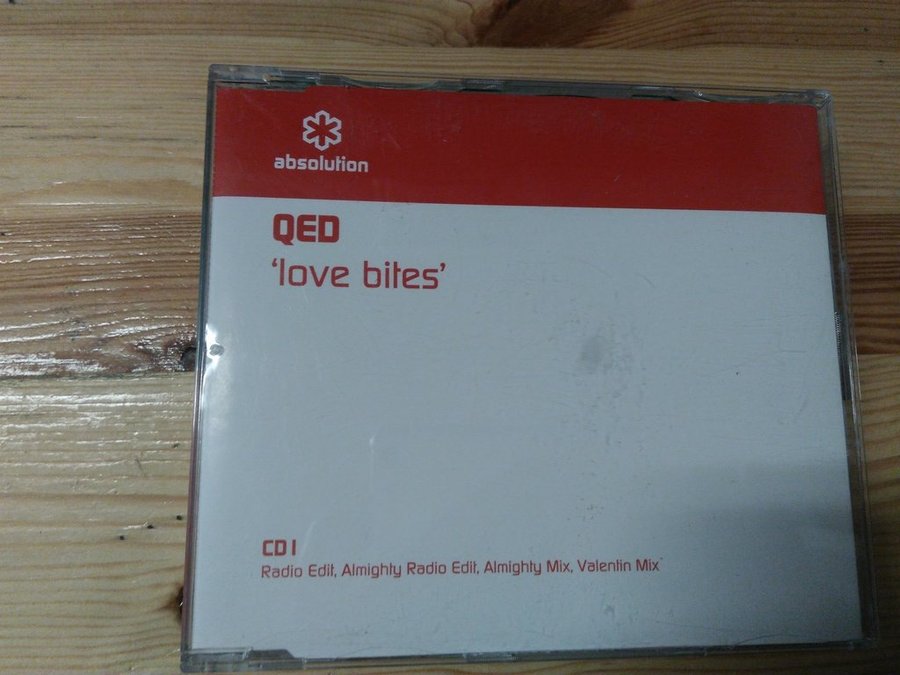 absolution
QED
‘love bites’
CD1
Radio Edit, Almighty Radio Edit, Almighty Mix, Valentin Mix